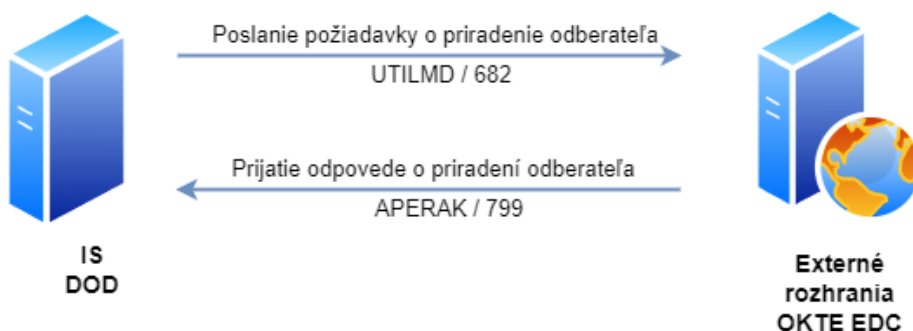 Poslanie požiadavky o priradenie odberateľa
UTILMD / 682
Prijatie odpovede o priradení odberateľa
APERAK / 799
IS
DOD
Externé
rozhrania
OKTE EDC